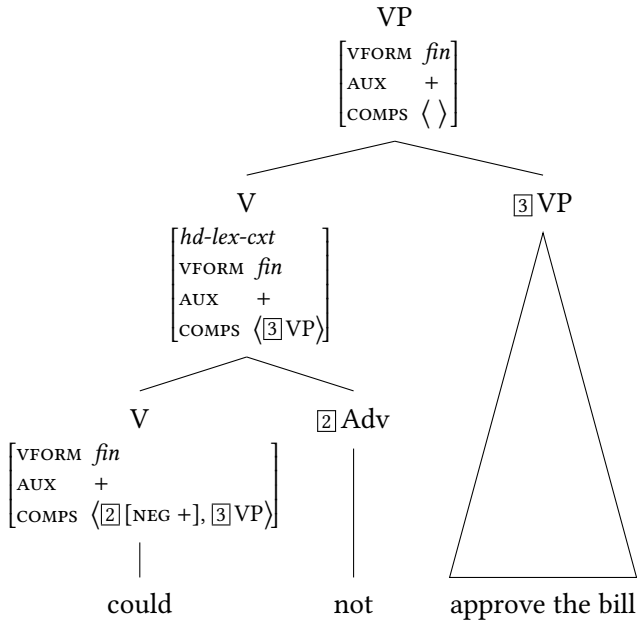 VP
VFORM fin
AUX +
COMPS ⟨ ⟩
V 3 VP
hd-lex-cxt
VFORM fin
AUX +
COMPS ⟨ 3 VP⟩
V 2 Adv
VFORM fin
AUX +
COMPS ⟨ 2 [NEG +], 3 VP⟩
could not approve the bill